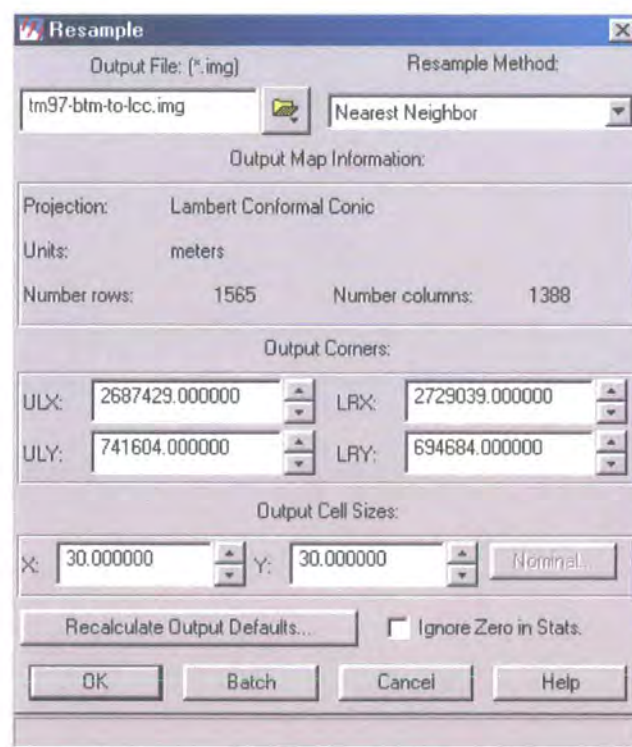 Resample
Output File: (*.img) Resample Method:
tm97-btm-to-lcc.img Nearest Neighbor
Output Map Information:
Projection: Lambert Conformal Conic
Units: meters
Number rows: 1565 Number columns: 1388
Output Corners:
ULX: 2687429.000000 LRX: 2729039.000000
ULY: 741604.000000 LRY: 694684.000000
Output Cell Sizes:
X: 30.000000 Y: 30.000000 Nominal...
Recalculate Output Defaults... Ignore Zero in Stats.
OK Batch Cancel Help